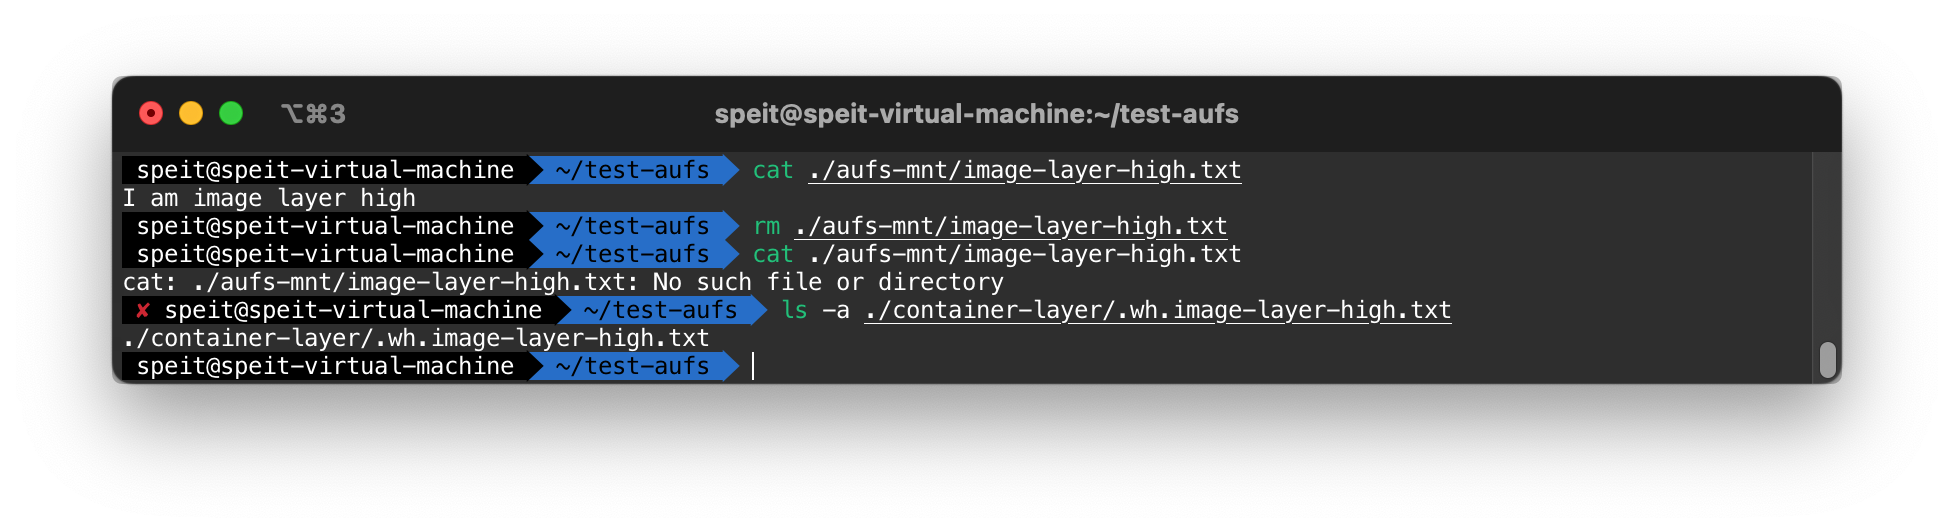 ⌥⌘3 speit@speit-virtual-machine:~/test-aufs
speit@speit-virtual-machine ~/test-aufs cat ./aufs-mnt/image-layer-high.txt
I am image layer high
speit@speit-virtual-machine ~/test-aufs rm ./aufs-mnt/image-layer-high.txt
speit@speit-virtual-machine ~/test-aufs cat ./aufs-mnt/image-layer-high.txt
cat: ./aufs-mnt/image-layer-high.txt: No such file or directory
✘ speit@speit-virtual-machine ~/test-aufs ls -a ./container-layer/.wh.image-layer-high.txt
./container-layer/.wh.image-layer-high.txt
speit@speit-virtual-machine ~/test-aufs